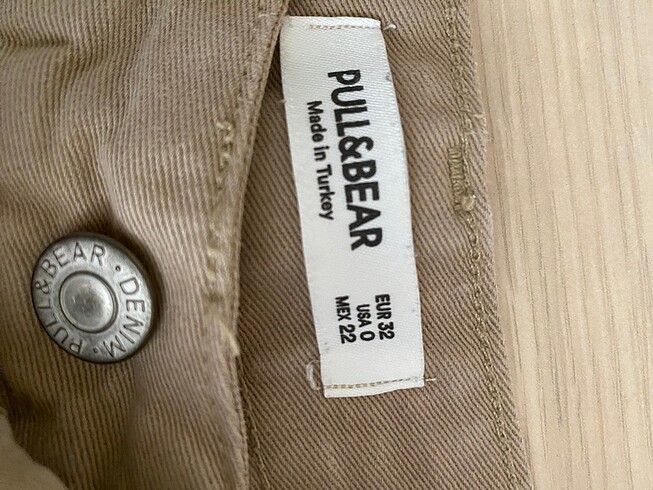 PULL&BEAR
Made in Turkey
EUR 32
USA 0
MEX 22
PULL&BEAR • DENIM •